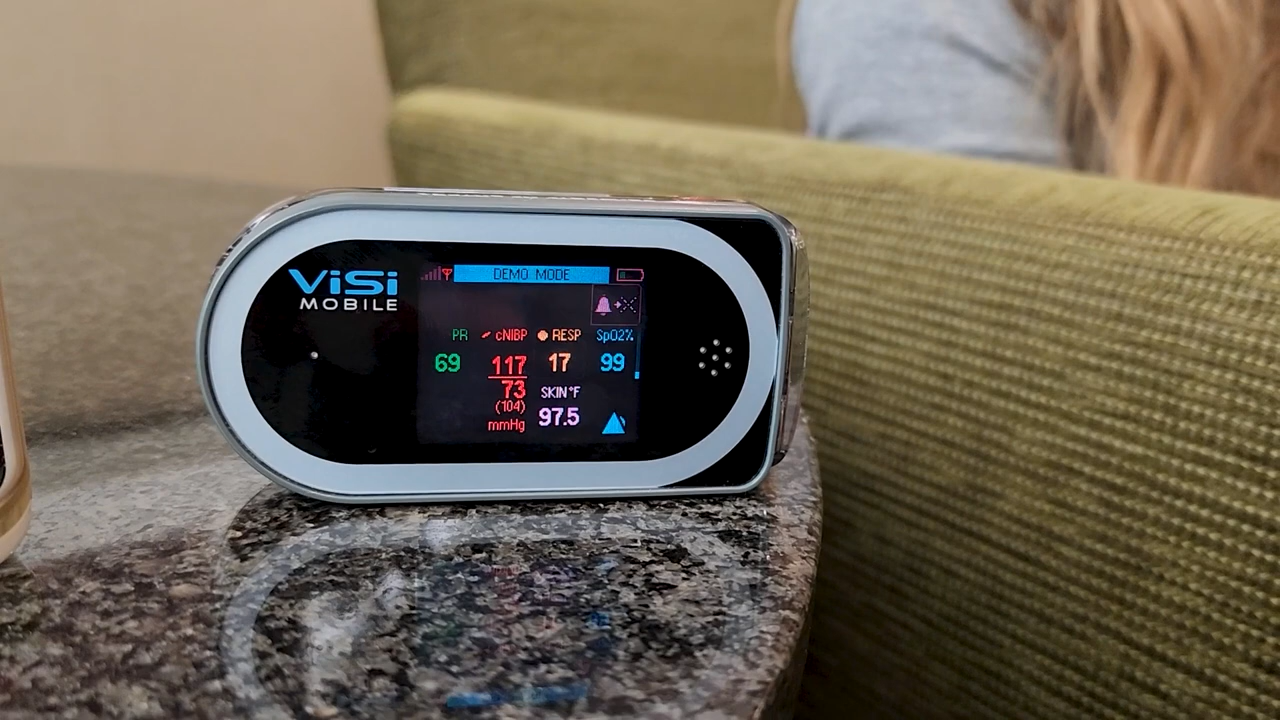 ViSi
MOBILE
DEMO MODE
PR cNIBP RESP SpO2%
69 117 17 99
73 SKIN °F
(104) 97.5
mmHg